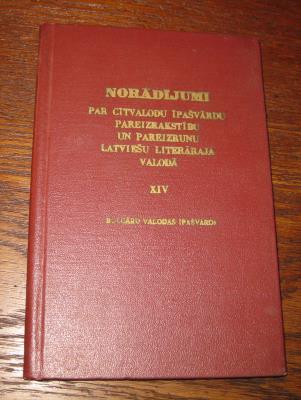 NORĀDĪJUMI
PAR CITVALODU ĪPAŠVĀRDU
PAREIZRAKSTĪBU
UN PAREIZRUNU
LATVIEŠU LITERĀRAJĀ
VALODĀ
XIV
VALODAS ĪPAŠVĀRDI